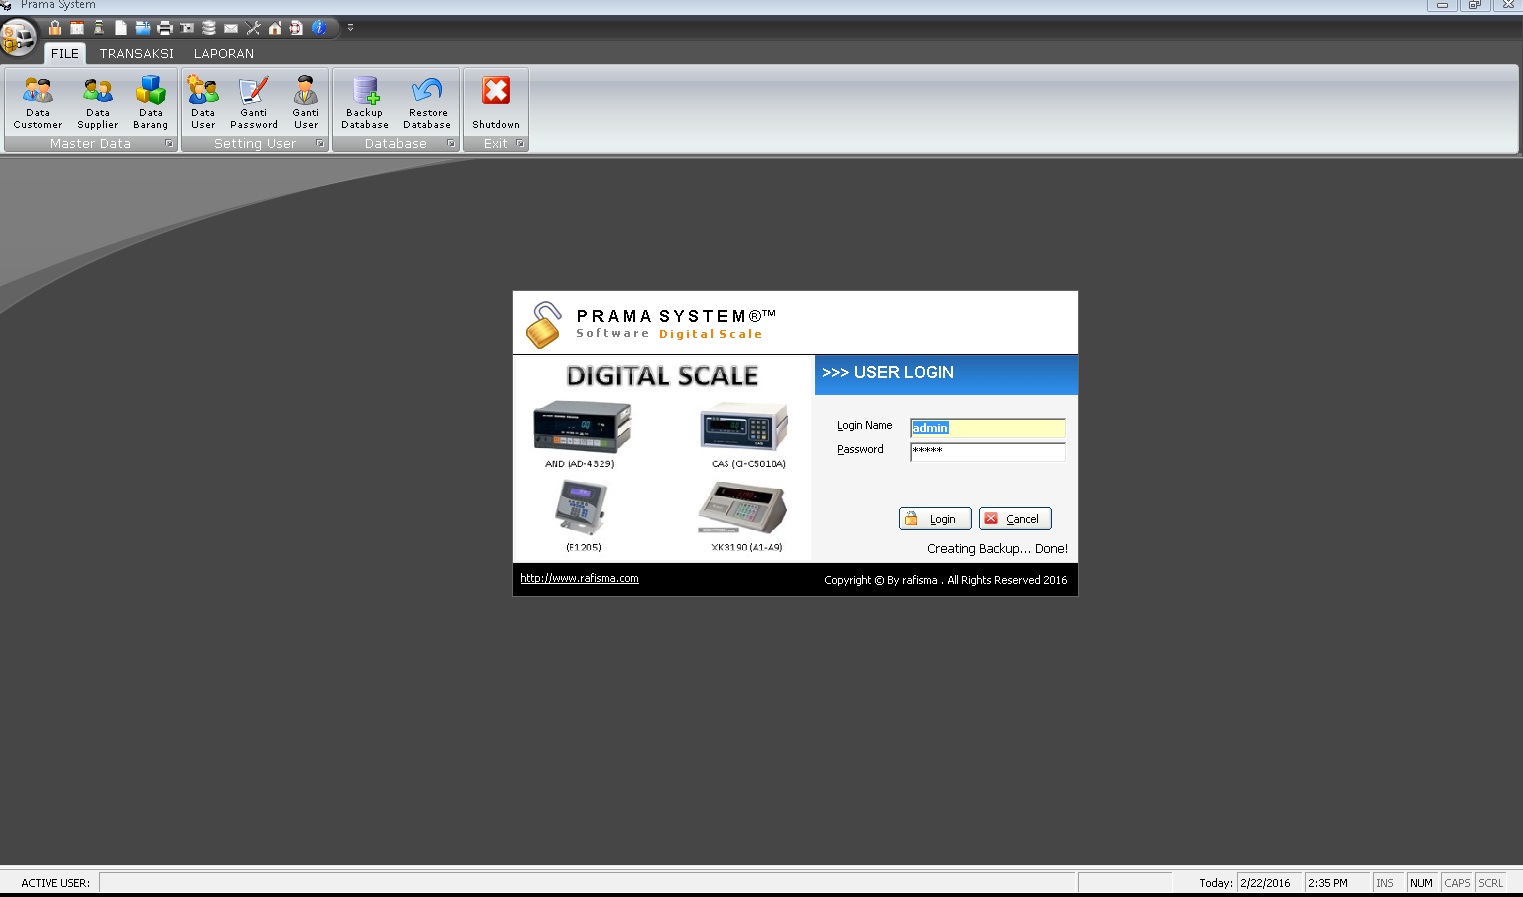 Prama System
FILE TRANSAKSI LAPORAN
Data Customer
Data Supplier
Data Barang
Data User
Ganti Password
Ganti User
Backup Database
Restore Database
Shutdown
Master Data
Setting User
Database
Exit
PRAMA SYSTEM®™
Software Digital Scale
DIGITAL SCALE
AND (AD-4329)
CAS (CI-C5010A)
(E1205)
XK3190 (A1-A9)
>>> USER LOGIN
Login Name admin
Password *****
Login Cancel
Creating Backup... Done!
http://www.rafisma.com
Copyright © By rafisma . All Rights Reserved 2016
ACTIVE USER:
Today: 2/22/2016 2:35 PM INS NUM CAPS SCRL